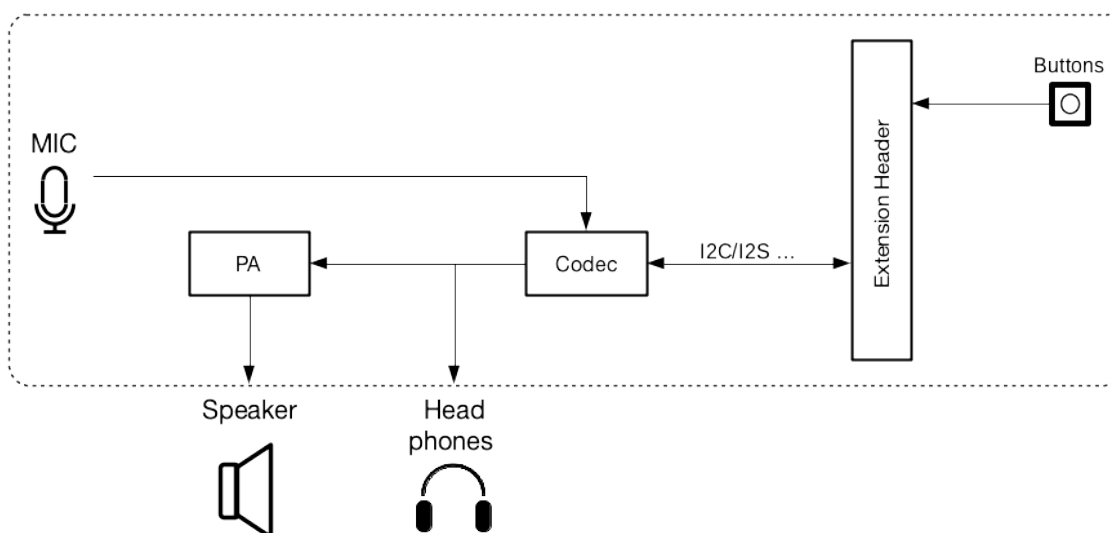 Buttons
MIC
Extension Header
PA
Codec
I2C/I2S ...
Speaker
Head
phones